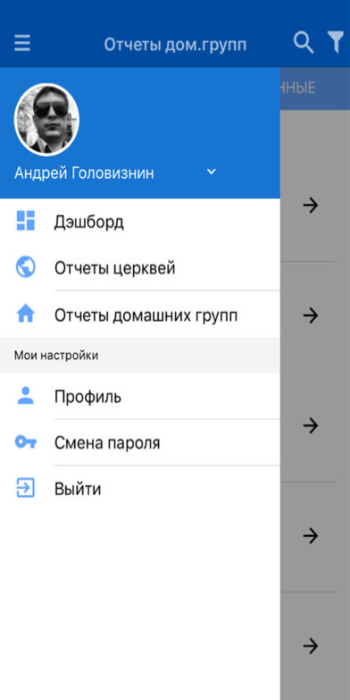 Отчеты дом.групп
ННЫЕ
Андрей Головизнин
Дэшборд
Отчеты церквей
Отчеты домашних групп
Мои настройки
Профиль
Смена пароля
Выйти